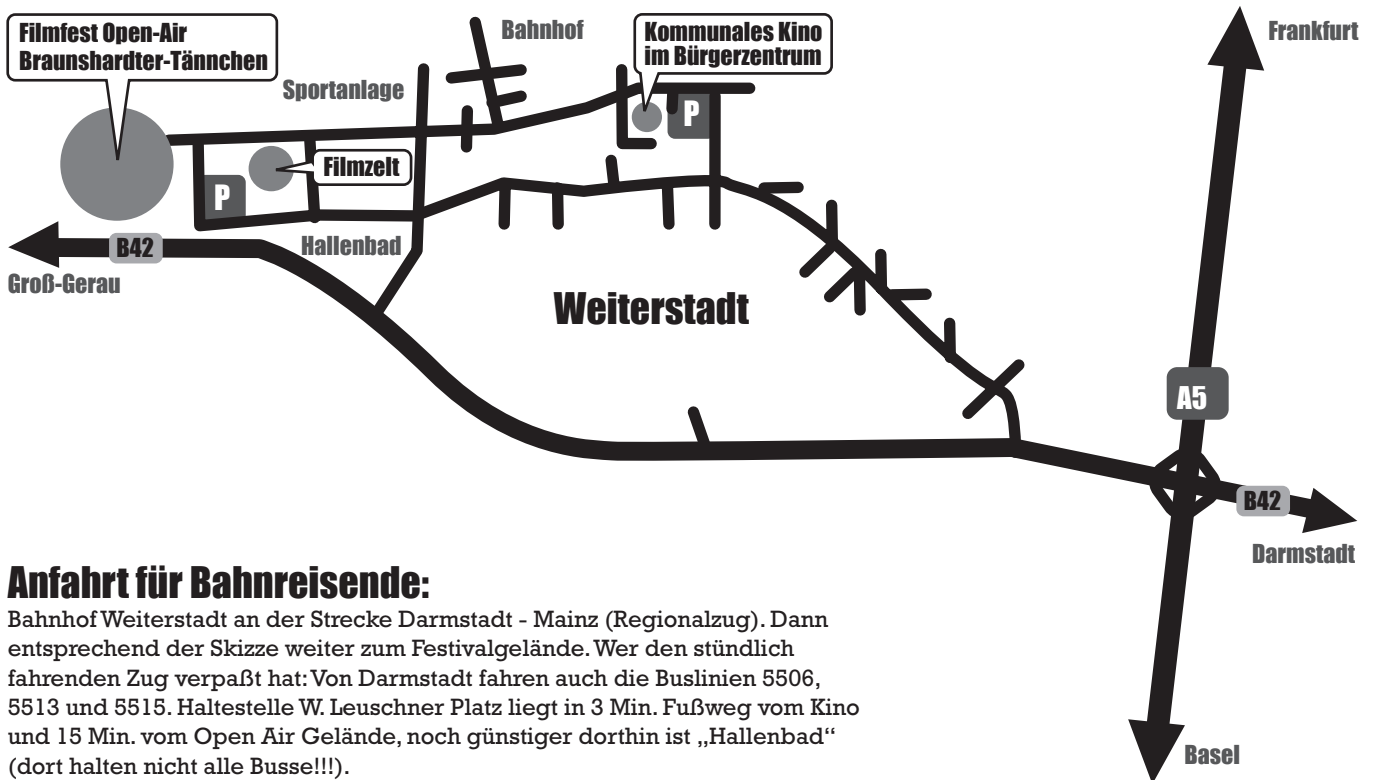 Filmfest Open-Air
Braunshardter-Tännchen
Bahnhof
Kommunales Kino
im Bürgerzentrum
Frankfurt
Sportanlage
P
Filmzelt
P
B42
Hallenbad
Groß-Gerau
Weiterstadt
A5
B42
Darmstadt
Anfahrt für Bahnreisende:
Bahnhof Weiterstadt an der Strecke Darmstadt - Mainz (Regionalzug). Dann
entsprechend der Skizze weiter zum Festivalgelände. Wer den stündlich
fahrenden Zug verpaßt hat: Von Darmstadt fahren auch die Buslinien 5506,
5513 und 5515. Haltestelle W. Leuschner Platz liegt in 3 Min. Fußweg vom Kino
und 15 Min. vom Open Air Gelände, noch günstiger dorthin ist „Hallenbad“
(dort halten nicht alle Busse!!!).
Basel